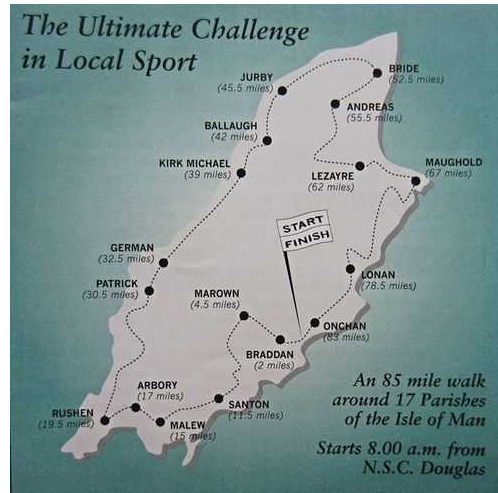 The Ultimate Challenge
in Local Sport
BRIDE
(52.5 miles)
JURBY
(45.5 miles)
ANDREAS
(55.5 miles)
BALLAUGH
(42 miles)
KIRK MICHAEL
(39 miles)
MAUGHOLD
(67 miles)
LEZAYRE
(62 miles)
START
FINISH
GERMAN
(32.5 miles)
LONAN
(78.5 miles)
PATRICK
(30.5 miles)
MAROWN
(4.5 miles)
ONCHAN
(83 miles)
BRADDAN
(2 miles)
ARBORY
(17 miles)
SANTON
(11.5 miles)
RUSHEN
(19.5 miles)
MALEW
(15 miles)
An 85 mile walk
around 17 Parishes
of the Isle of Man
Starts 8.00 a.m. from
N.S.C. Douglas